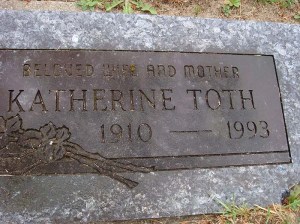 BELOVED WIFE AND MOTHER
KATHERINE TOTH
1910 — 1993